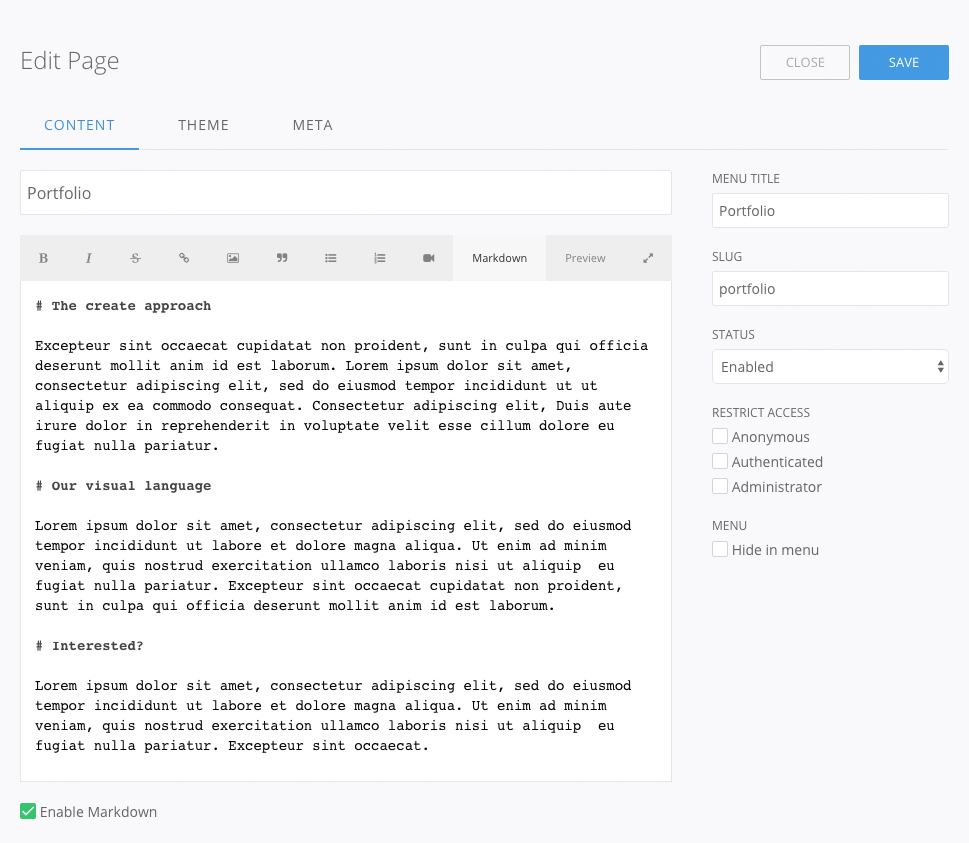 Edit Page
CLOSE
SAVE
CONTENT
THEME
META
Portfolio
B I S
Markdown
Preview
# The create approach
Excepteur sint occaecat cupidatat non proident, sunt in culpa qui officia
deserunt mollit anim id est laborum. Lorem ipsum dolor sit amet,
consectetur adipiscing elit, sed do eiusmod tempor incididunt ut ut
aliquip ex ea commodo consequat. Consectetur adipiscing elit, Duis aute
irure dolor in reprehenderit in voluptate velit esse cillum dolore eu
fugiat nulla pariatur.
# Our visual language
Lorem ipsum dolor sit amet, consectetur adipiscing elit, sed do eiusmod
tempor incididunt ut labore et dolore magna aliqua. Ut enim ad minim
veniam, quis nostrud exercitation ullamco laboris nisi ut aliquip  eu
fugiat nulla pariatur. Excepteur sint occaecat cupidatat non proident,
sunt in culpa qui officia deserunt mollit anim id est laborum.
# Interested?
Lorem ipsum dolor sit amet, consectetur adipiscing elit, sed do eiusmod
tempor incididunt ut labore et dolore magna aliqua. Ut enim ad minim
veniam, quis nostrud exercitation ullamco laboris nisi ut aliquip  eu
fugiat nulla pariatur. Excepteur sint occaecat.
Enable Markdown
MENU TITLE
Portfolio
SLUG
portfolio
STATUS
Enabled
RESTRICT ACCESS
Anonymous
Authenticated
Administrator
MENU
Hide in menu